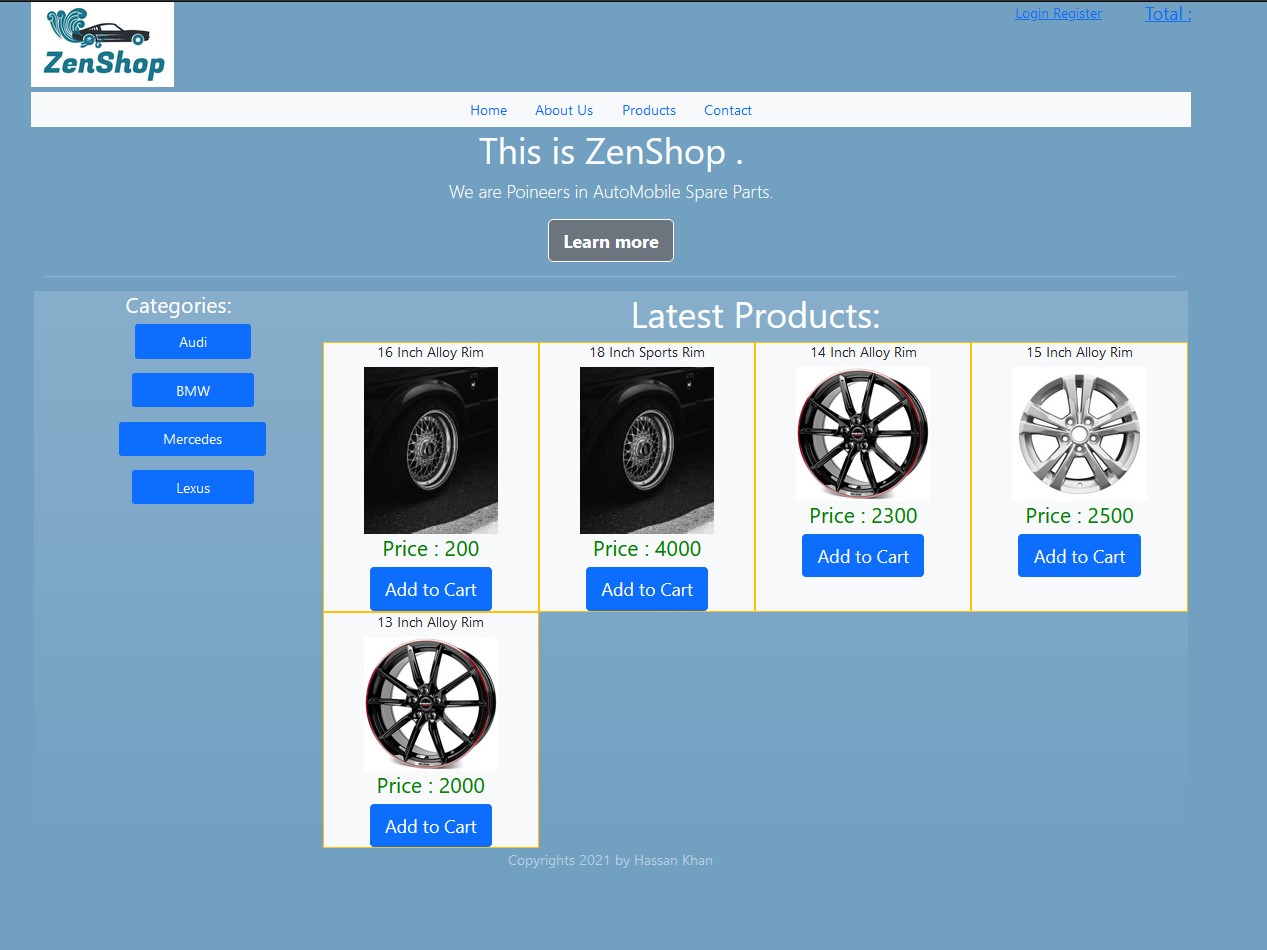 ZenShop
Login Register
Total :
Home About Us Products Contact
This is ZenShop .
We are Poineers in AutoMobile Spare Parts.
Learn more
Categories:
Audi
BMW
Mercedes
Lexus
Latest Products:
16 Inch Alloy Rim
Price : 200
Add to Cart
18 Inch Sports Rim
Price : 4000
Add to Cart
14 Inch Alloy Rim
Price : 2300
Add to Cart
15 Inch Alloy Rim
Price : 2500
Add to Cart
13 Inch Alloy Rim
Price : 2000
Add to Cart
Copyrights 2021 by Hassan Khan